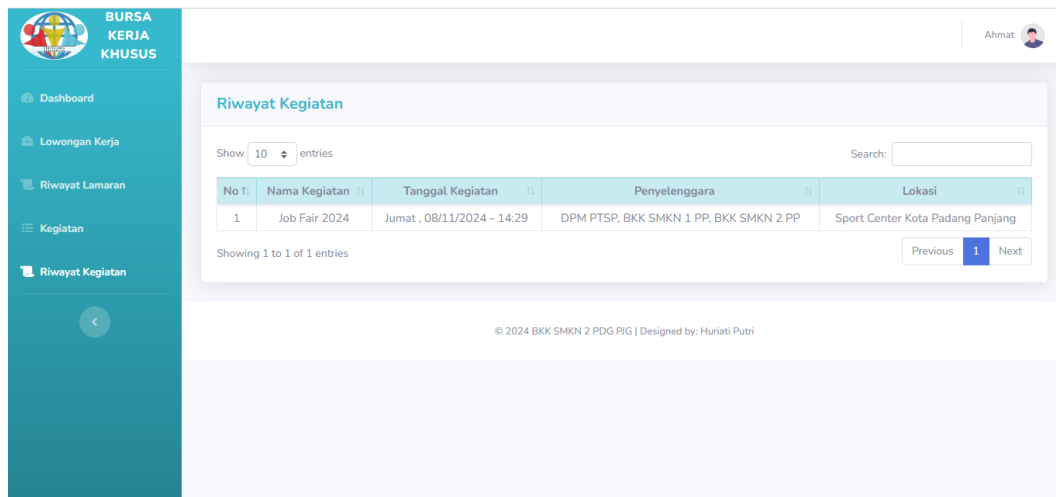 BURSA
KERJA
KHUSUS
Ahmat
Dashboard
Lowongan Kerja
Riwayat Lamaran
Kegiatan
Riwayat Kegiatan
Riwayat Kegiatan
Show 10 entries
Search:
No Nama Kegiatan Tanggal Kegiatan Penyelenggara Lokasi
1 Job Fair 2024 Jumat , 08/11/2024 - 14:29 DPM PTSP, BKK SMKN 1 PP, BKK SMKN 2 PP Sport Center Kota Padang Panjang
Showing 1 to 1 of 1 entries
Previous 1 Next
© 2024 BKK SMKN 2 PDG PJG | Designed by: Huriati Putri